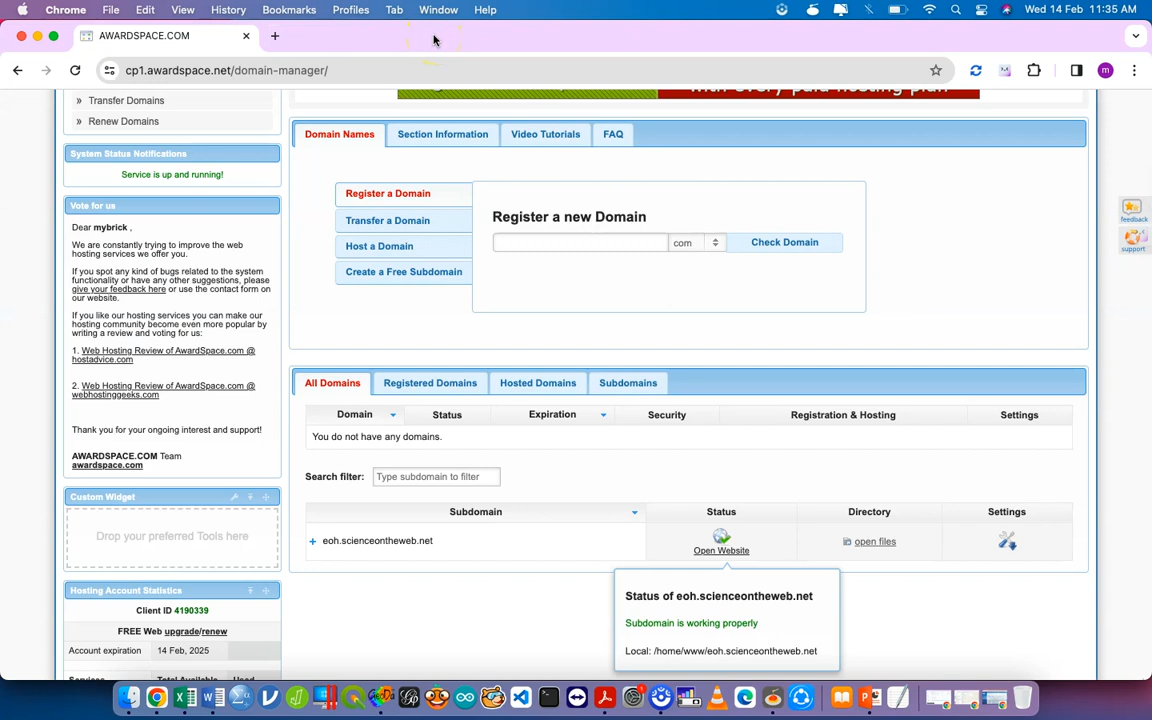 Chrome File Edit View History Bookmarks Profiles Tab Window Help Wed 14 Feb 11:35 AM
AWARDSPACE.COM
cp1.awardspace.net/domain-manager/ m
» Transfer Domains
» Renew Domains
System Status Notifications
Service is up and running!
Vote for us
Dear mybrick ,
We are constantly trying to improve the web
hosting services we offer you.
If you spot any kind of bugs related to the system
functionality or have any other suggestions, please
give your feedback here or use the contact form on
our website.
If you like our hosting services you can make our
hosting community become even more popular by
writing a review and voting for us:
1. Web Hosting Review of AwardSpace.com @
hostadvice.com
2. Web Hosting Review of AwardSpace.com @
webhostinggeeks.com
Thank you for your ongoing interest and support!
AWARDSPACE.COM Team
awardspace.com
Custom Widget
Drop your preferred Tools here
Hosting Account Statistics
Client ID 4190339
FREE Web upgrade/renew
Account expiration 14 Feb, 2025
Domain Names Section Information Video Tutorials FAQ
Register a Domain
Transfer a Domain
Host a Domain
Create a Free Subdomain
Register a new Domain
com Check Domain
feedback
support
All Domains Registered Domains Hosted Domains Subdomains
Domain Status Expiration Security Registration & Hosting Settings
You do not have any domains.
Search filter: Type subdomain to filter
Subdomain Status Directory Settings
+ eoh.scienceontheweb.net Open Website open files
Status of eoh.scienceontheweb.net
Subdomain is working properly
Local: /home/www/eoh.scienceontheweb.net